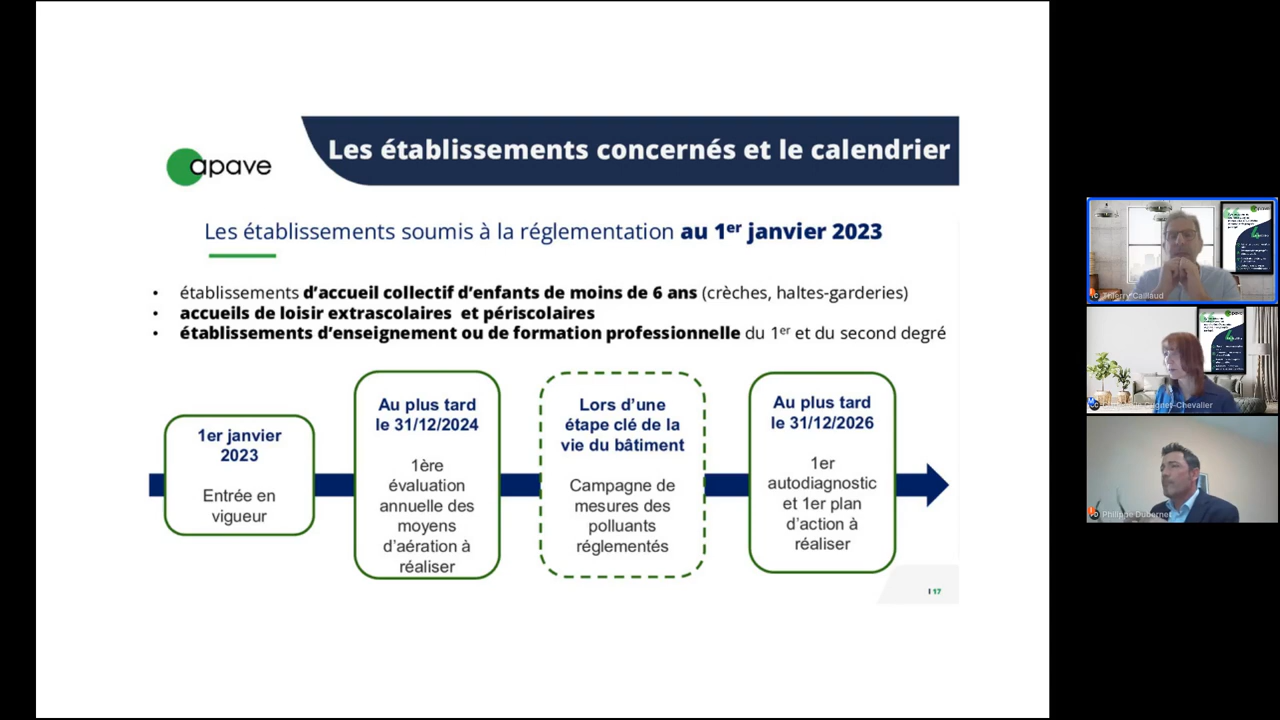 Les établissements concernés et le calendrier
apave
Les établissements soumis à la réglementation au 1er janvier 2023
• établissements d'accueil collectif d'enfants de moins de 6 ans (crèches, haltes-garderies)
• accueils de loisir extrascolaires et périscolaires
• établissements d'enseignement ou de formation professionnelle du 1er et du second degré
1er janvier
2023
Entrée en
vigueur
Au plus tard
le 31/12/2024
1ère
évaluation
annuelle des
moyens
d'aération à
réaliser
Lors d'une
étape clé de la
vie du bâtiment
Campagne de
mesures des
polluants
réglementés
Au plus tard
le 31/12/2026
1er
autodiagnostic
et 1er plan
d'action à
réaliser
17
Thierry Caillaud
-Chevalier
Philippe Dubernet